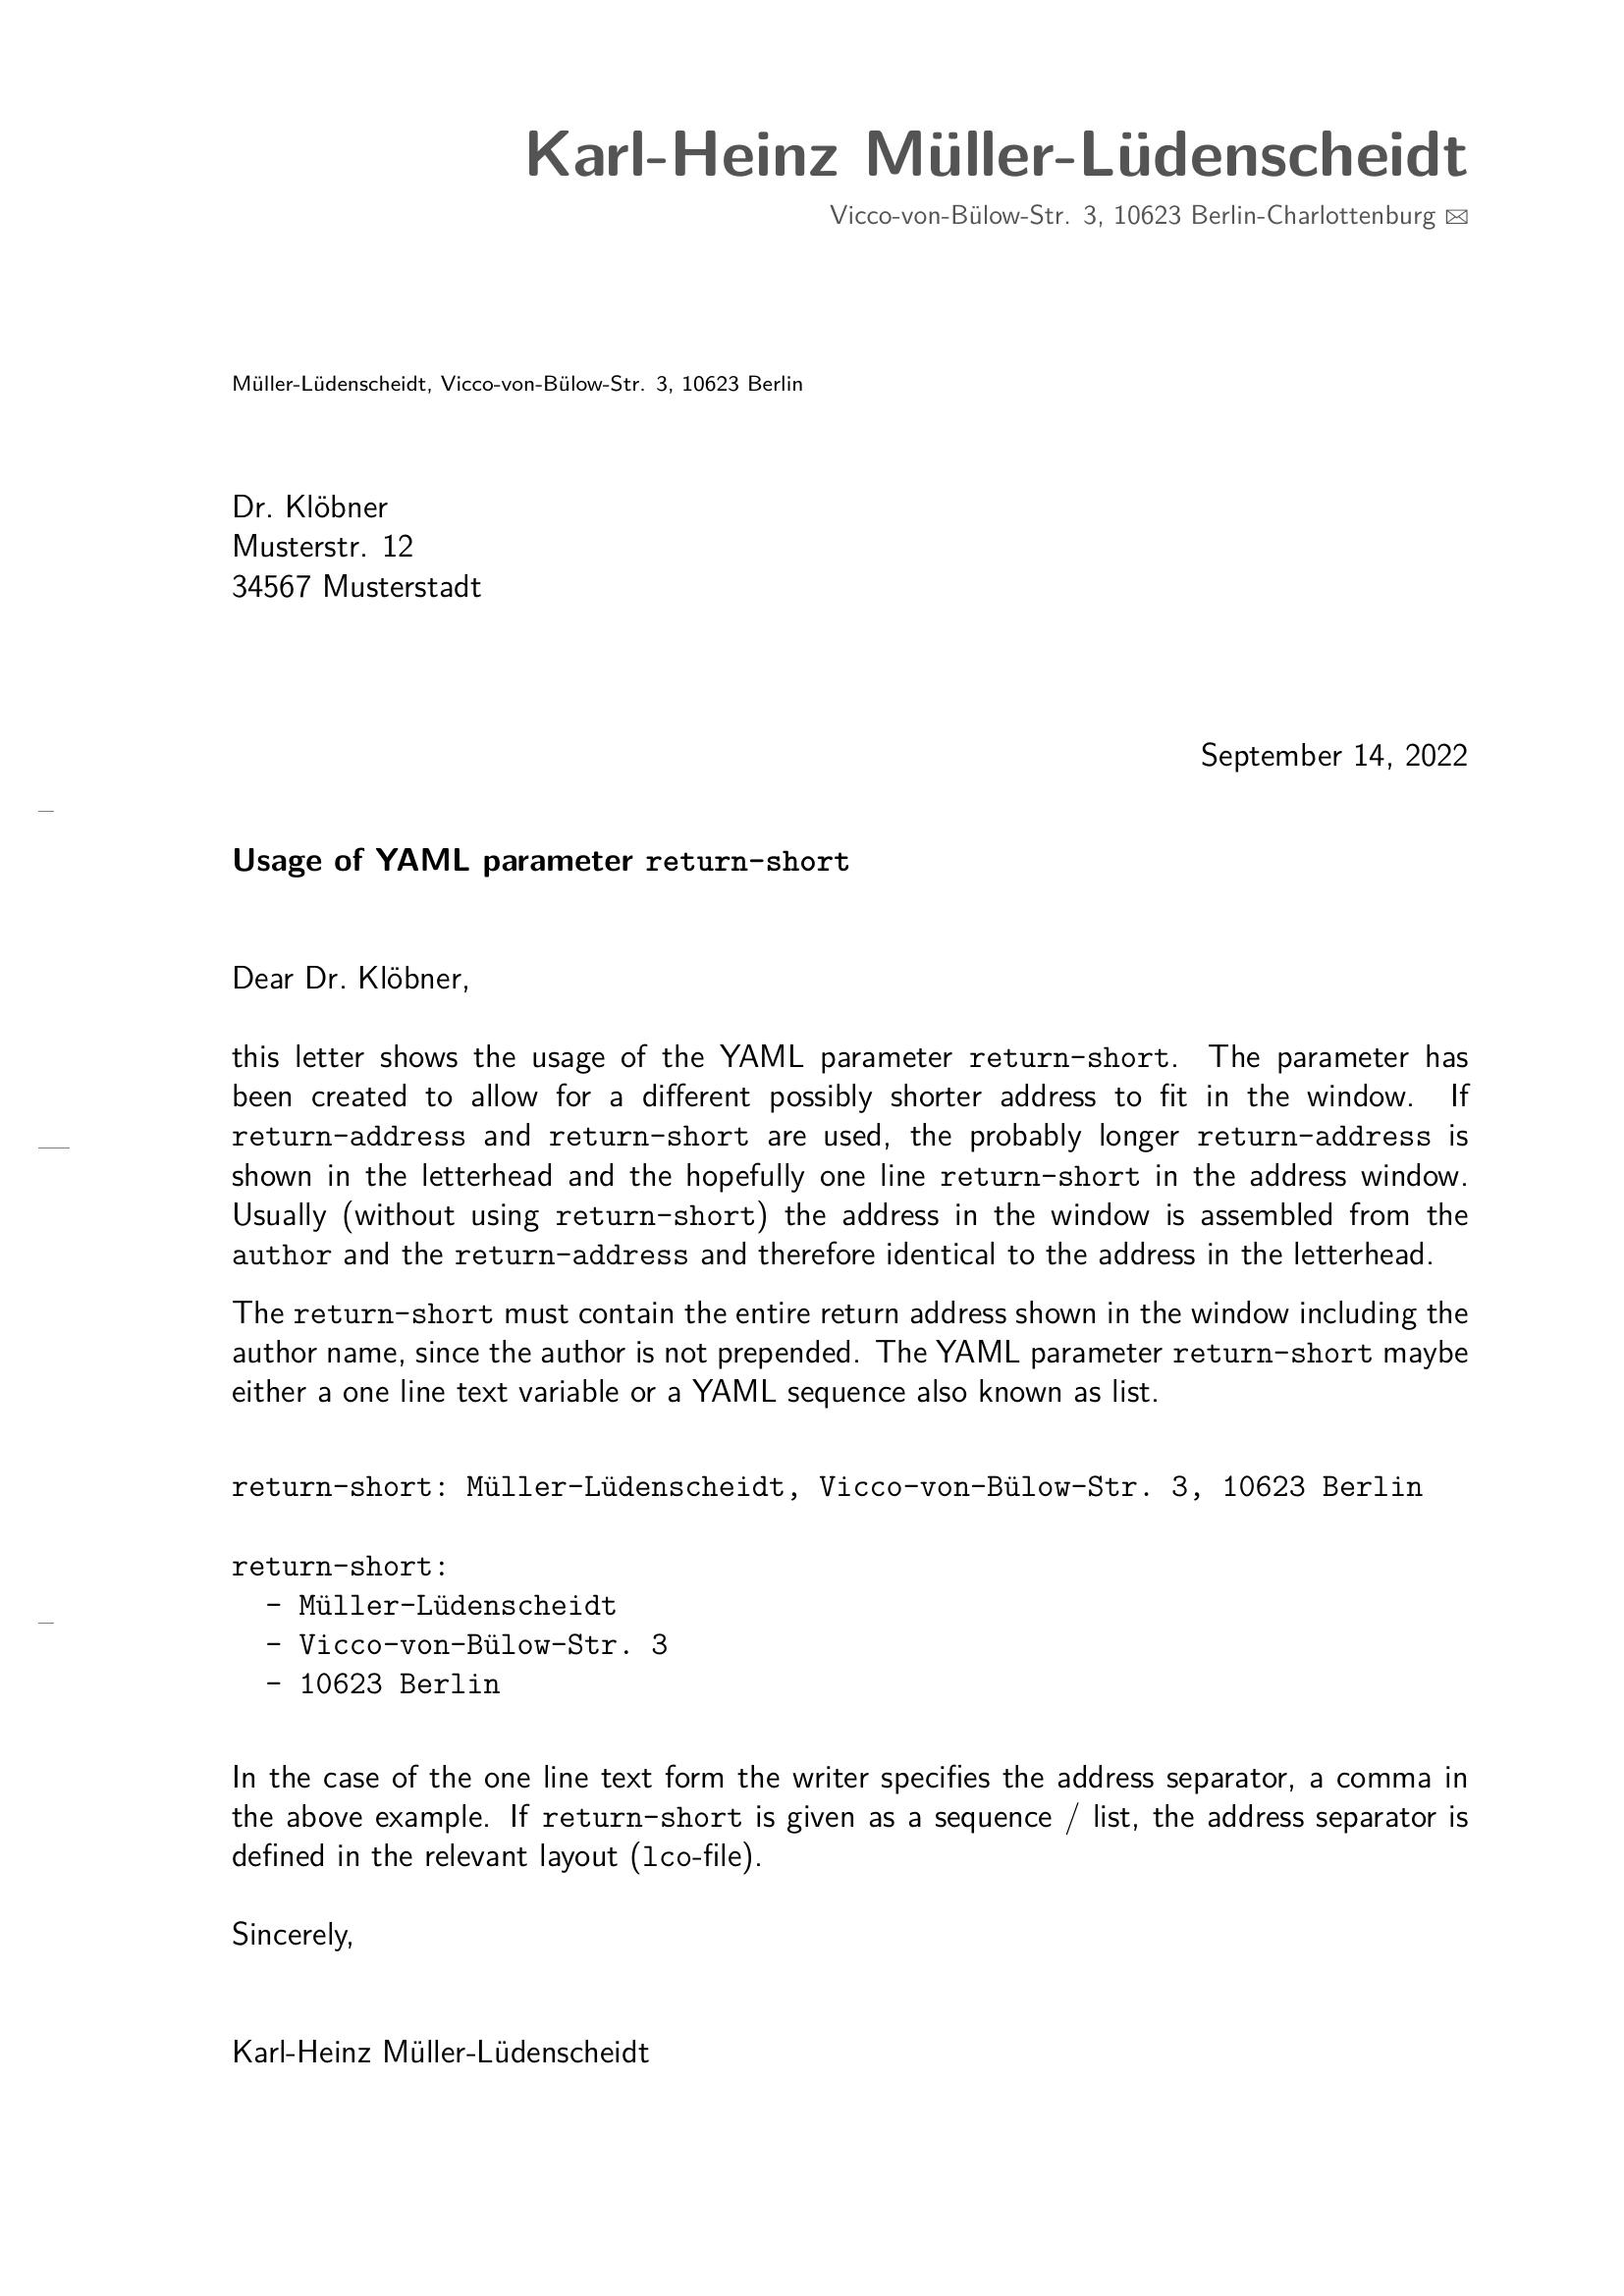 Karl-Heinz Müller-Lüdenscheidt
Vicco-von-Bülow-Str. 3, 10623 Berlin-Charlottenburg
Müller-Lüdenscheidt, Vicco-von-Bülow-Str. 3, 10623 Berlin
Dr. Klöbner
Musterstr. 12
34567 Musterstadt
September 14, 2022
Usage of YAML parameter return-short
Dear Dr. Klöbner,
this letter shows the usage of the YAML parameter return-short. The parameter has
been created to allow for a different possibly shorter address to fit in the window. If
return-address and return-short are used, the probably longer return-address is
shown in the letterhead and the hopefully one line return-short in the address window.
Usually (without using return-short) the address in the window is assembled from the
author and the return-address and therefore identical to the address in the letterhead.
The return-short must contain the entire return address shown in the window including the
author name, since the author is not prepended. The YAML parameter return-short maybe
either a one line text variable or a YAML sequence also known as list.
return-short: Müller-Lüdenscheidt, Vicco-von-Bülow-Str. 3, 10623 Berlin
return-short:
  - Müller-Lüdenscheidt
  - Vicco-von-Bülow-Str. 3
  - 10623 Berlin
In the case of the one line text form the writer specifies the address separator, a comma in
the above example. If return-short is given as a sequence / list, the address separator is
defined in the relevant layout (lco-file).
Sincerely,
Karl-Heinz Müller-Lüdenscheidt